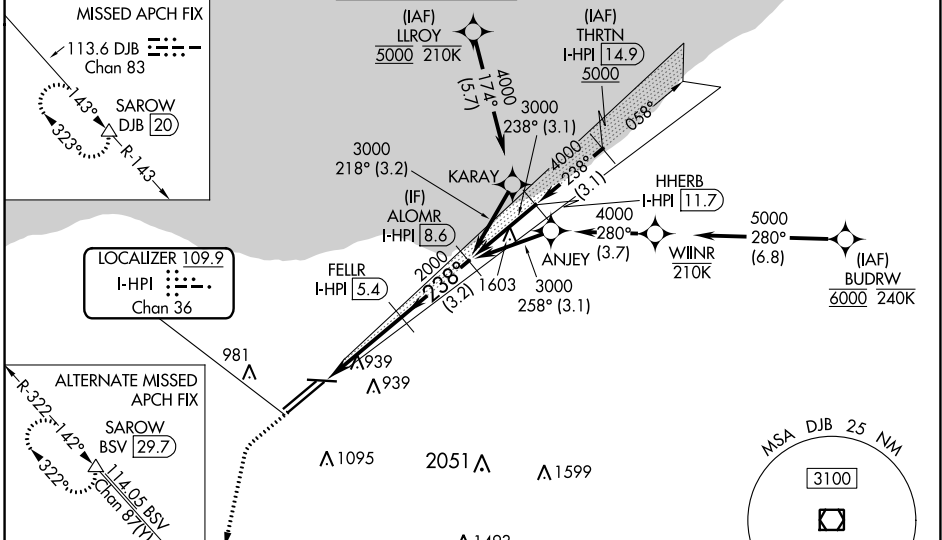 MISSED APCH FIX
113.6 DJB
Chan 83
143°
SAROW
DJB 20
323°
R-143
(IAF)
LLROY
5000 210K
4000
174°
(5.7)
(IAF)
THRTN
I-HPI 14.9
5000
3000
238° (3.1)
058°
3000
218° (3.2)
4000
238°
(3.1)
KARAY
HHERB
I-HPI 11.7
(IF)
ALOMR
I-HPI 8.6
4000
280°
(3.7)
5000
280°
(6.8)
ANJEY
WIINR
210K
(IAF)
BUDRW
6000 240K
LOCALIZER 109.9
I-HPI
Chan 36
FELLR
I-HPI 5.4
2000
238°
(3.2)
1603
3000
258° (3.1)
981
939
939
ALTERNATE MISSED
APCH FIX
R-322
142°
SAROW
BSV 29.7
322°
114.05 BSV
Chan 87(Y)
1095
2051
1599
1493
MSA DJB 25 NM
3100